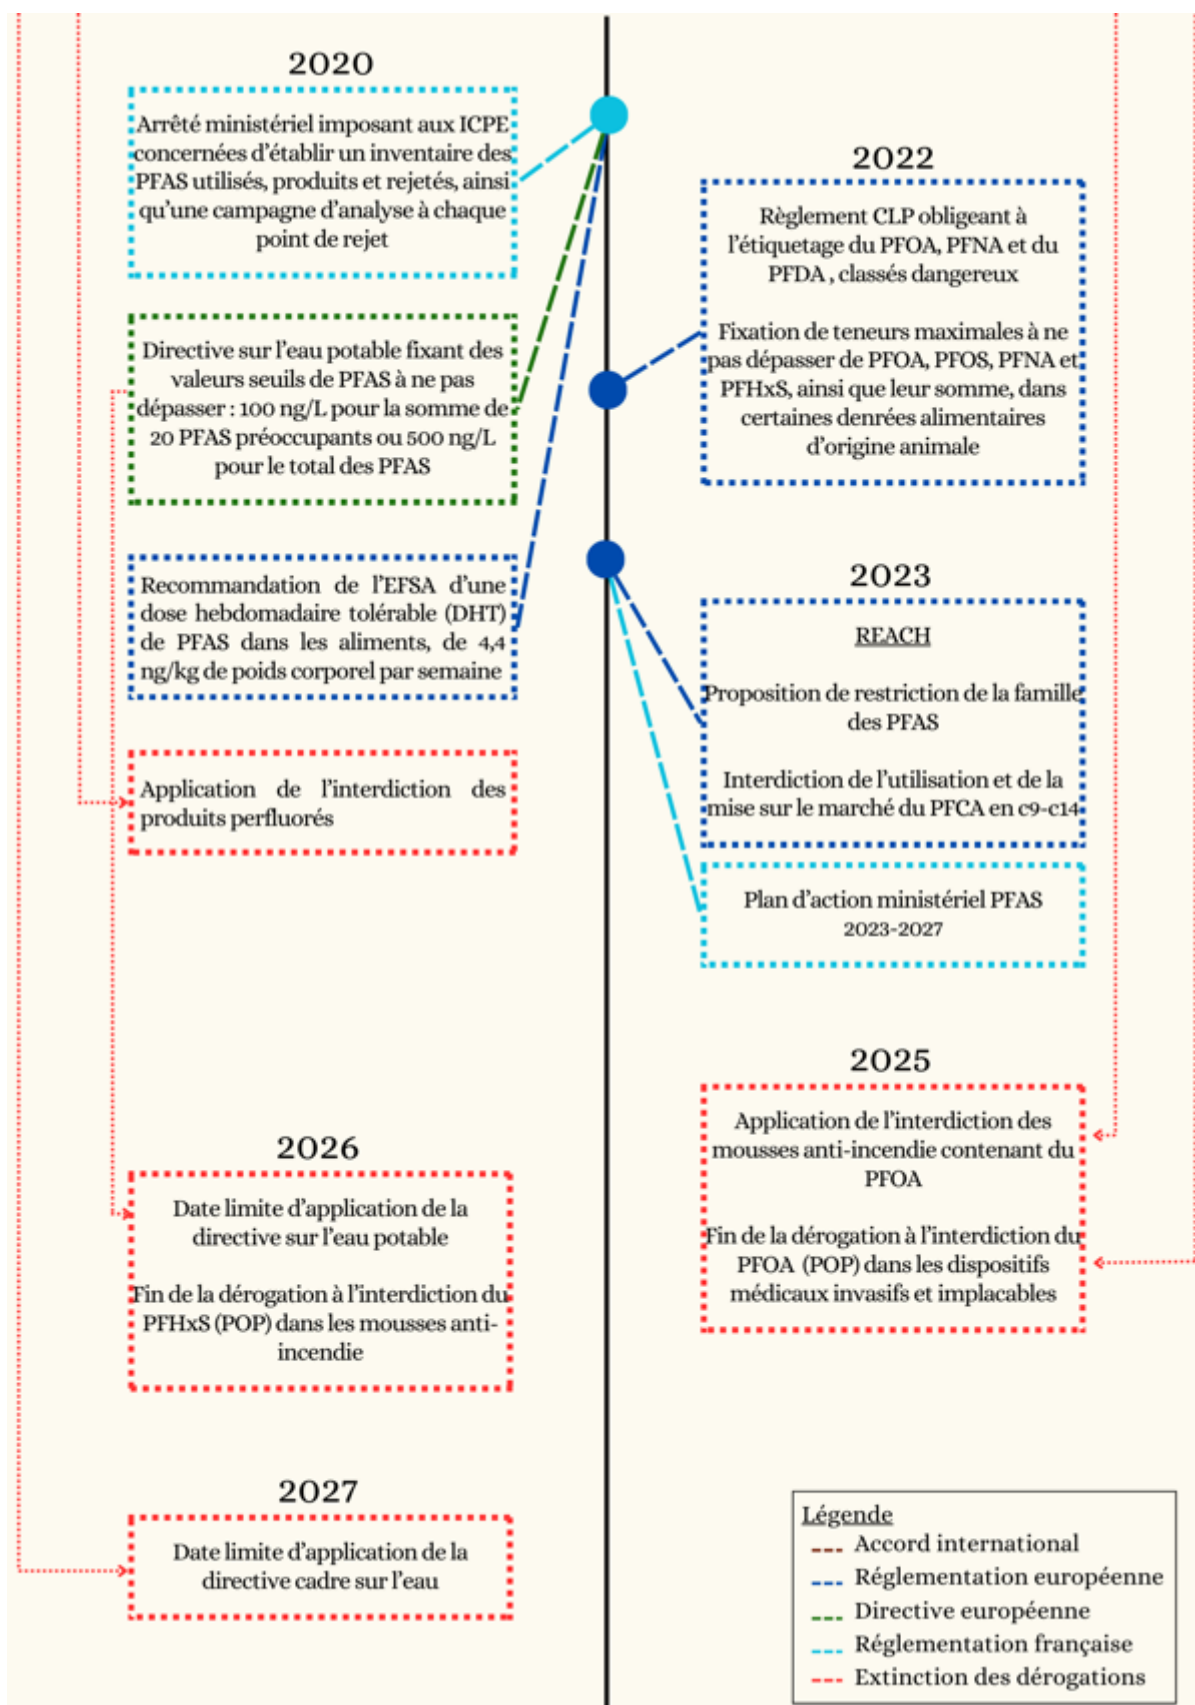 2020
Arrêté ministériel imposant aux ICPE
concernées d'établir un inventaire des
PFAS utilisés, produits et rejetés, ainsi
qu'une campagne d'analyse à chaque
point de rejet
Directive sur l'eau potable fixant des
valeurs seuils de PFAS à ne pas
dépasser : 100 ng/L pour la somme de
20 PFAS préoccupants ou 500 ng/L
pour le total des PFAS
Recommandation de l'EFSA d'une
dose hebdomadaire tolérable (DHT)
de PFAS dans les aliments, de 4,4
ng/kg de poids corporel par semaine
Application de l'interdiction des
produits perfluorés
2022
Règlement CLP obligeant à
l'étiquetage du PFOA, PFNA et du
PFDA , classés dangereux
Fixation de teneurs maximales à ne
pas dépasser de PFOA, PFOS, PFNA et
PFHxS, ainsi que leur somme, dans
certaines denrées alimentaires
d'origine animale
2023
REACH
Proposition de restriction de la famille
des PFAS
Interdiction de l'utilisation et de la
mise sur le marché du PFCA en c9-c14
Plan d'action ministériel PFAS
2023-2027
2025
Application de l'interdiction des
mousses anti-incendie contenant du
PFOA
Fin de la dérogation à l'interdiction du
PFOA (POP) dans les dispositifs
médicaux invasifs et implacables
2026
Date limite d'application de la
directive sur l'eau potable
Fin de la dérogation à l'interdiction du
PFHxS (POP) dans les mousses anti-
incendie
2027
Date limite d'application de la
directive cadre sur l'eau
Légende
Accord international
Réglementation européenne
Directive européenne
Réglementation française
Extinction des dérogations